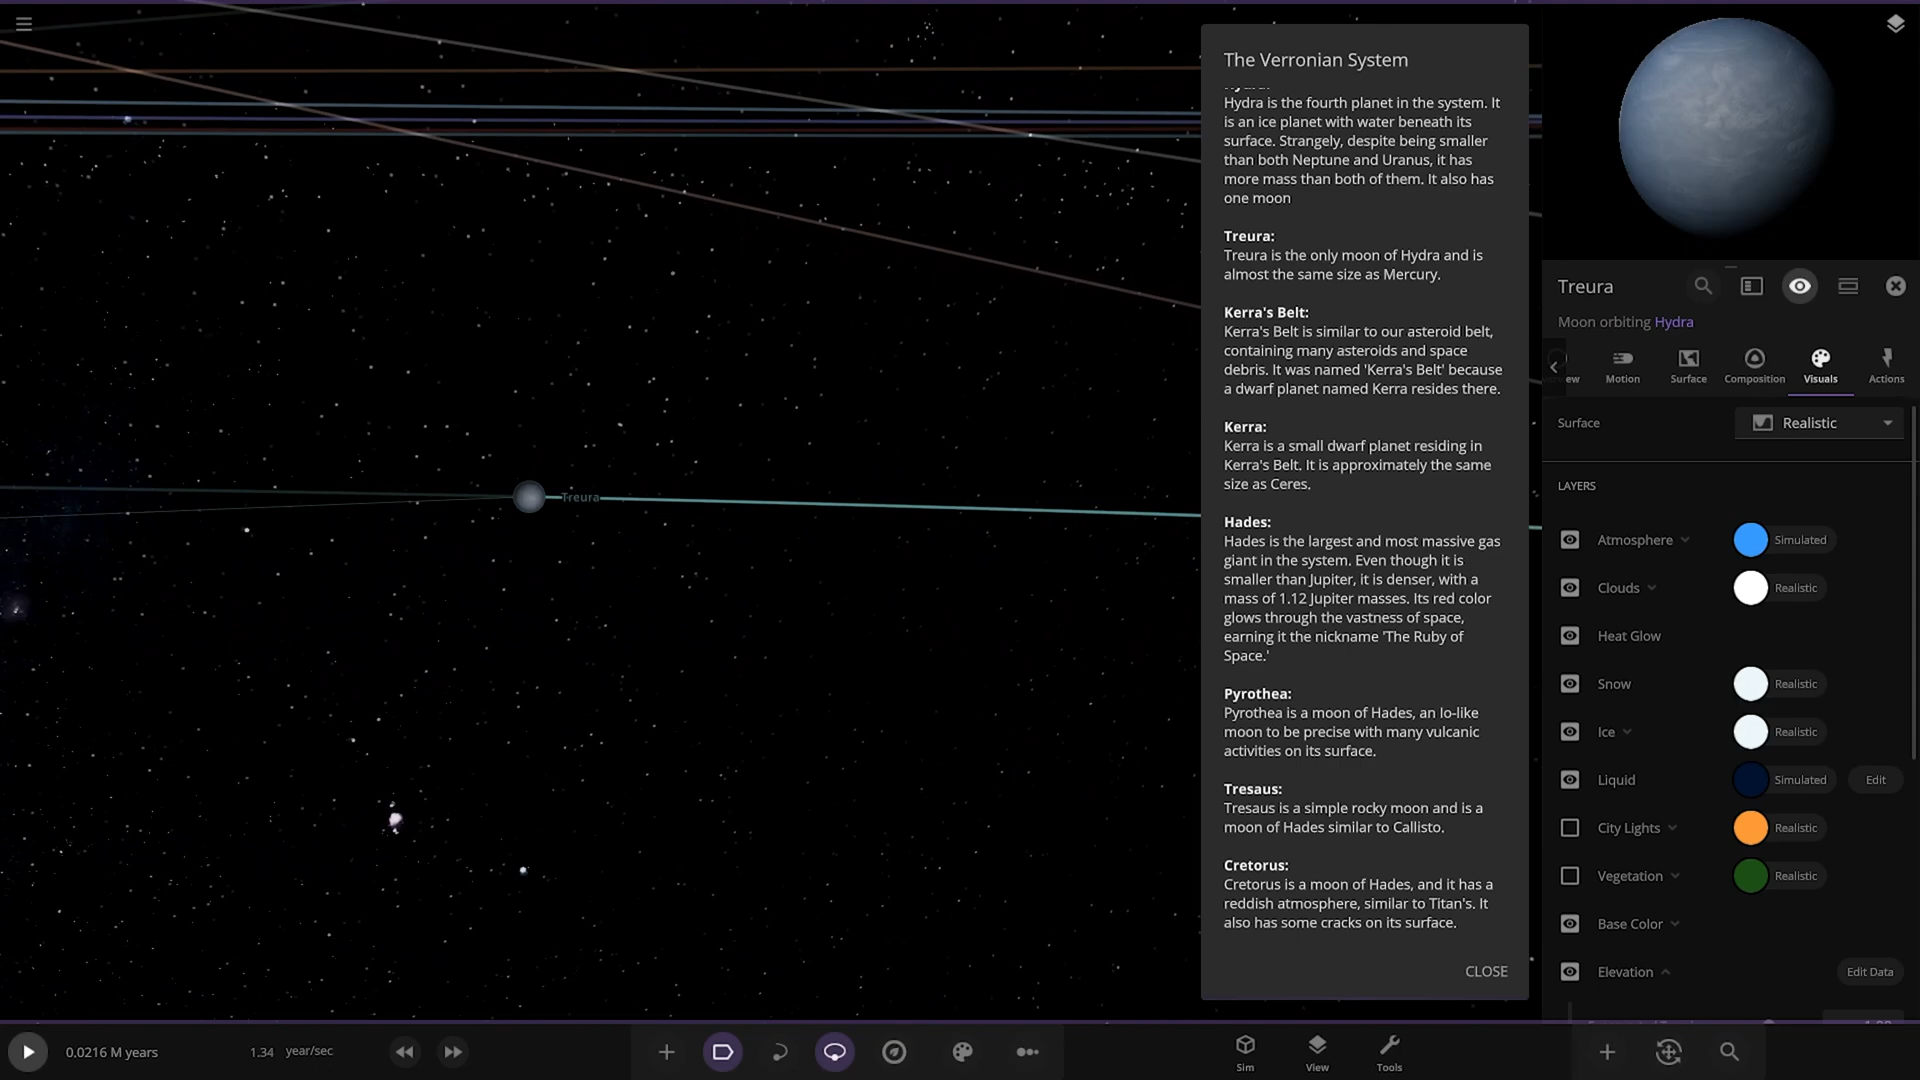 The Verronian System
Hydra is the fourth planet in the system. It
is an ice planet with water beneath its
surface. Strangely, despite being smaller
than both Neptune and Uranus, it has
more mass than both of them. It also has
one moon
Treura:
Treura is the only moon of Hydra and is
almost the same size as Mercury.
Kerra's Belt:
Kerra's Belt is similar to our asteroid belt,
containing many asteroids and space
debris. It was named 'Kerra's Belt' because
a dwarf planet named Kerra resides there.
Kerra:
Kerra is a small dwarf planet residing in
Kerra's Belt. It is approximately the same
size as Ceres.
Hades:
Hades is the largest and most massive gas
giant in the system. Even though it is
smaller than Jupiter, it is denser, with a
mass of 1.12 Jupiter masses. Its red color
glows through the vastness of space,
earning it the nickname 'The Ruby of
Space.'
Pyrothea:
Pyrothea is a moon of Hades, an Io-like
moon to be precise with many vulcanic
activities on its surface.
Tresaus:
Tresaus is a simple rocky moon and is a
moon of Hades similar to Callisto.
Cretorus:
Cretorus is a moon of Hades, and it has a
reddish atmosphere, similar to Titan's. It
also has some cracks on its surface.
CLOSE
Treura
Treura
Moon orbiting Hydra
Motion Surface Composition Visuals Actions
Surface Realistic
LAYERS
Atmosphere Simulated
Clouds Realistic
Heat Glow
Snow Realistic
Ice Realistic
Liquid Simulated Edit
City Lights Realistic
Vegetation Realistic
Base Color
Elevation Edit Data
0.0216 M years 1.34 year/sec
Sim View Tools